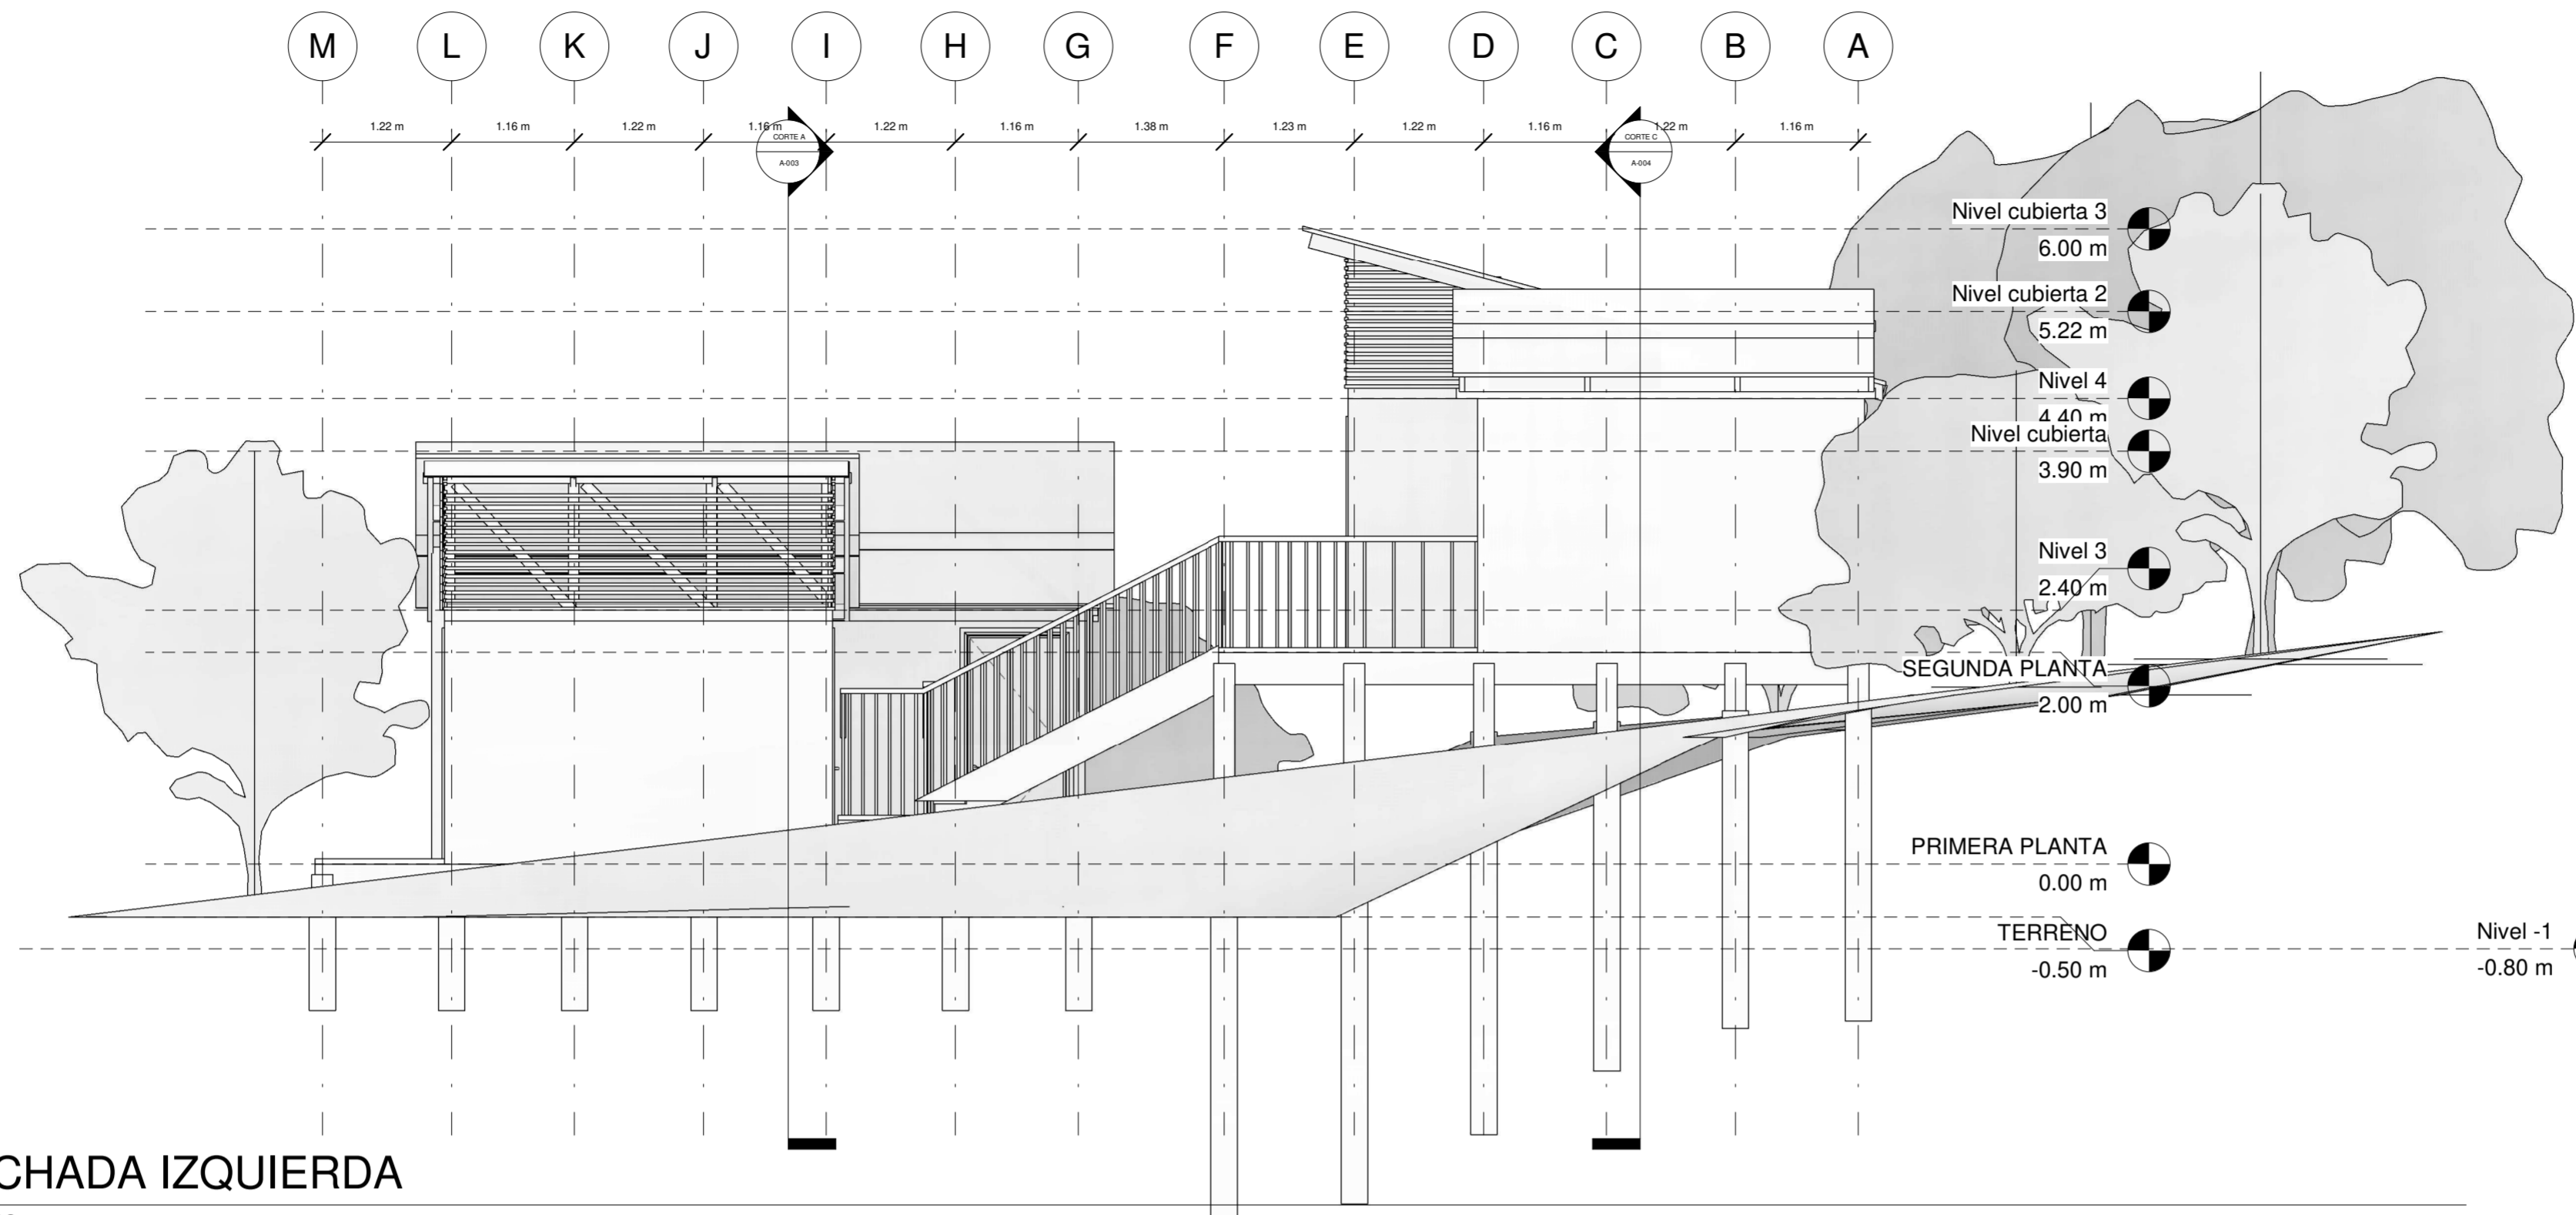 M L K J I H G F E D C B A
1.22 m 1.16 m 1.22 m 1.16 m 1.22 m 1.16 m 1.38 m 1.23 m 1.22 m 1.16 m 1.22 m 1.16 m
CORTE A
A-003
CORTE C
A-004
Nivel cubierta 3
6.00 m
Nivel cubierta 2
5.22 m
Nivel 4
4.40 m
Nivel cubierta
3.90 m
Nivel 3
2.40 m
SEGUNDA PLANTA
2.00 m
PRIMERA PLANTA
0.00 m
TERRENO
-0.50 m
Nivel -1
-0.80 m
CHADA IZQUIERDA